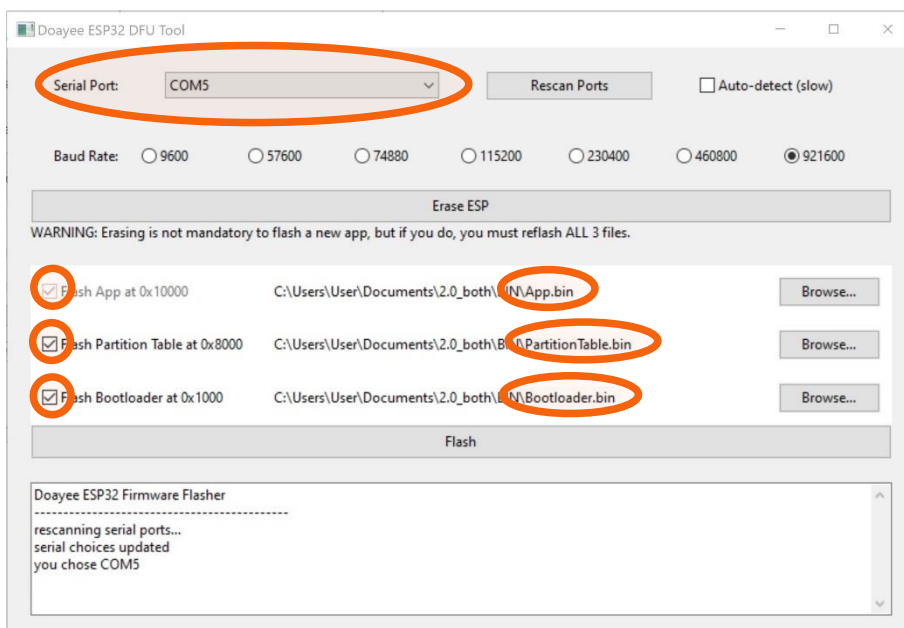 Doayee ESP32 DFU Tool
Serial Port: COM5 Rescan Ports Auto-detect (slow)
Baud Rate: 9600 57600 74880 115200 230400 460800 921600
Erase ESP
WARNING: Erasing is not mandatory to flash a new app, but if you do, you must reflash ALL 3 files.
Flash App at 0x10000 C:\Users\User\Documents\2.0_both\BIN\App.bin Browse...
Flash Partition Table at 0x8000 C:\Users\User\Documents\2.0_both\BIN\PartitionTable.bin Browse...
Flash Bootloader at 0x1000 C:\Users\User\Documents\2.0_both\BIN\Bootloader.bin Browse...
Flash
Doayee ESP32 Firmware Flasher
--------------------------------------------
rescanning serial ports...
serial choices updated
you chose COM5